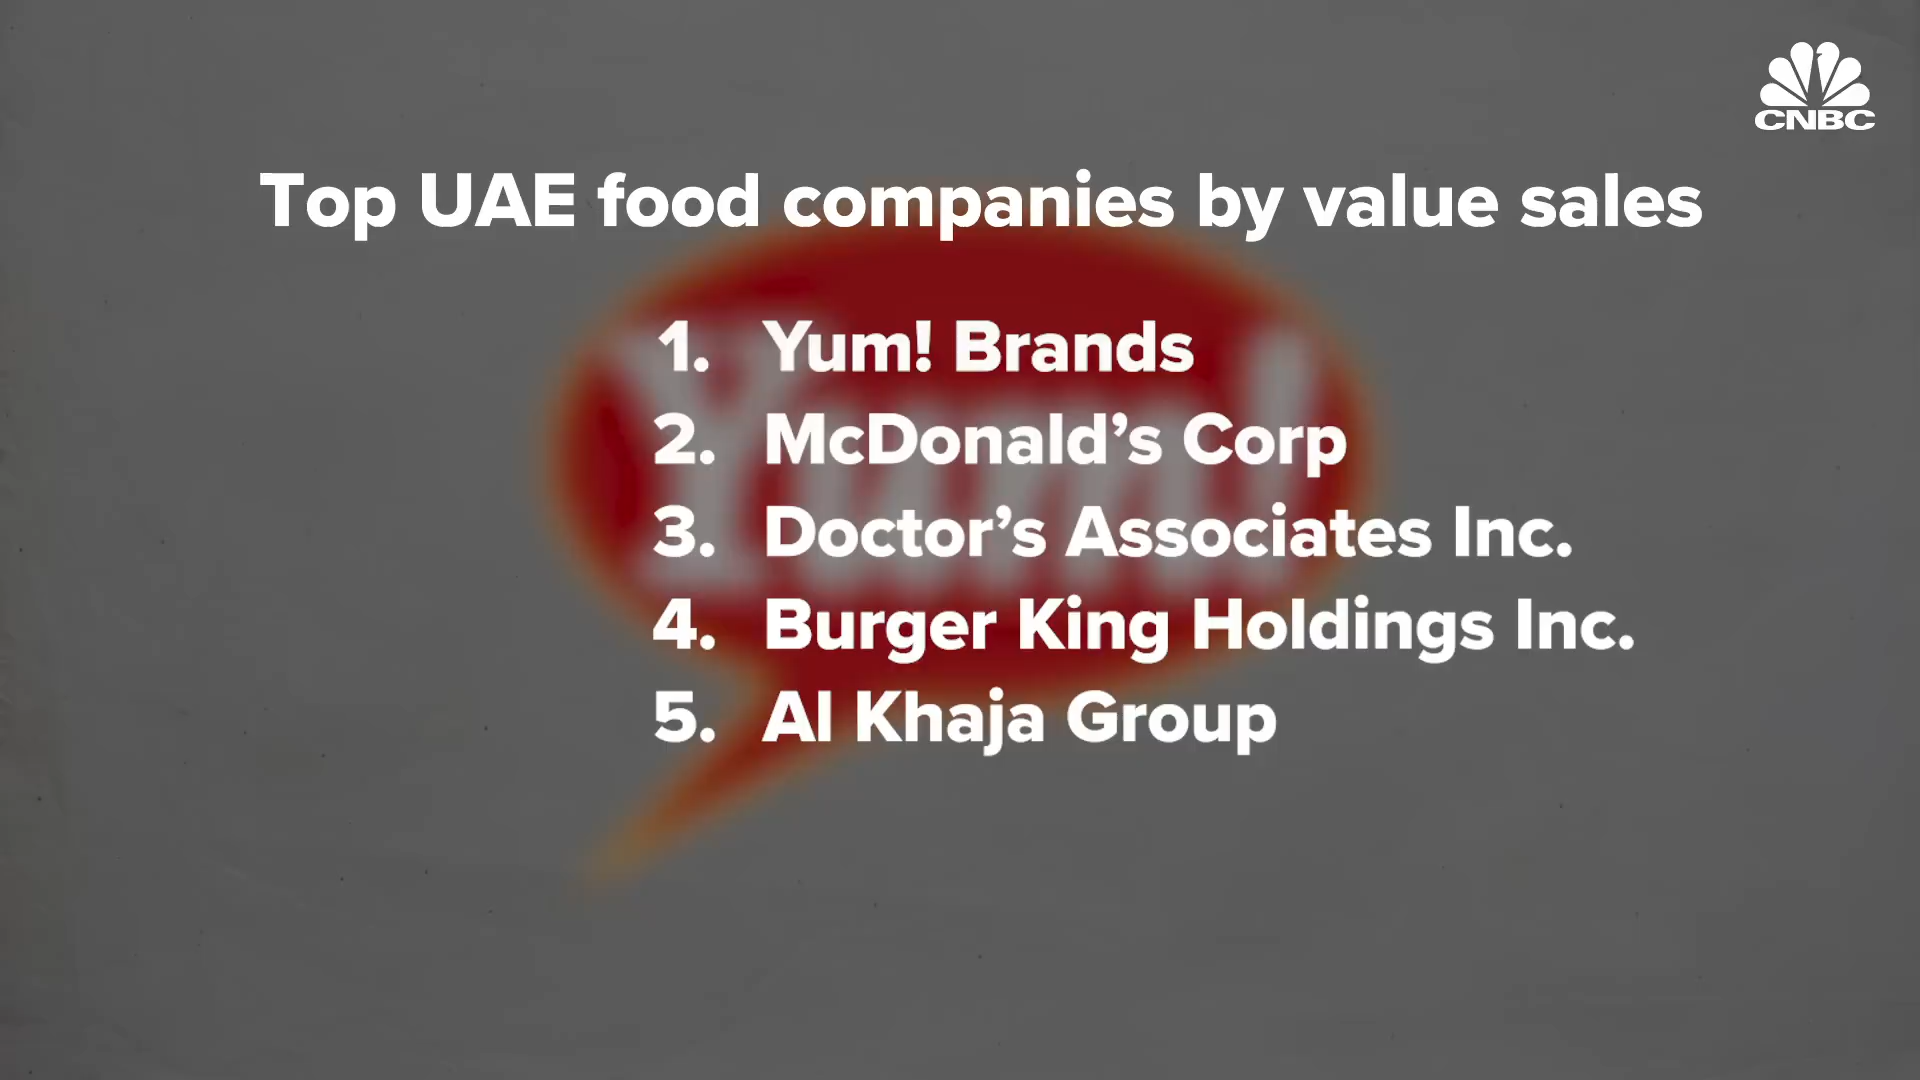 CNBC
Top UAE food companies by value sales
1. Yum! Brands
2. McDonald’s Corp
3. Doctor’s Associates Inc.
4. Burger King Holdings Inc.
5. Al Khaja Group
Yum!